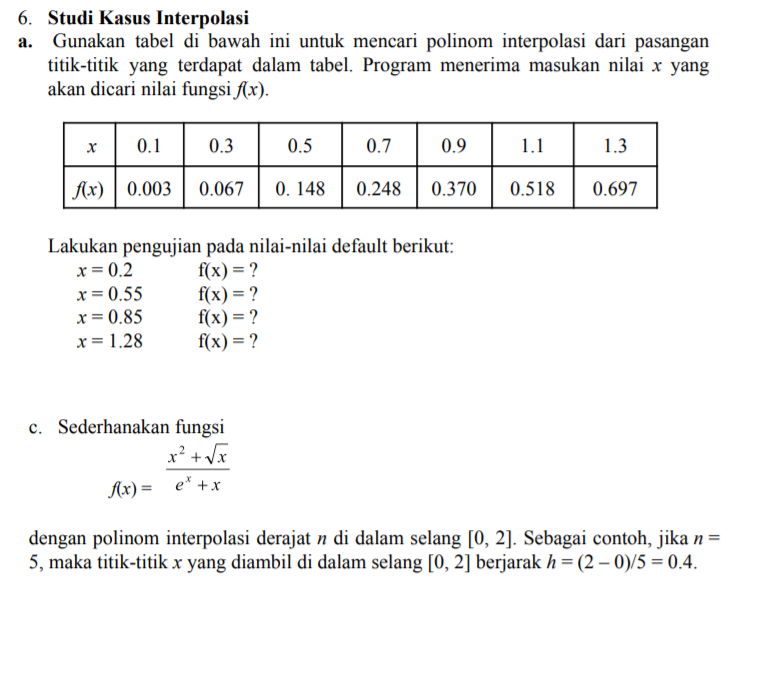 6. Studi Kasus Interpolasi
a. Gunakan tabel di bawah ini untuk mencari polinom interpolasi dari pasangan
titik-titik yang terdapat dalam tabel. Program menerima masukan nilai x yang
akan dicari nilai fungsi f(x).
x 0.1 0.3 0.5 0.7 0.9 1.1 1.3
f(x) 0.003 0.067 0. 148 0.248 0.370 0.518 0.697
Lakukan pengujian pada nilai-nilai default berikut:
x = 0.2 f(x) = ?
x = 0.55 f(x) = ?
x = 0.85 f(x) = ?
x = 1.28 f(x) = ?
c. Sederhanakan fungsi
x² + √x
f(x) = eˣ + x
dengan polinom interpolasi derajat n di dalam selang [0, 2]. Sebagai contoh, jika n =
5, maka titik-titik x yang diambil di dalam selang [0, 2] berjarak h = (2 – 0)/5 = 0.4.